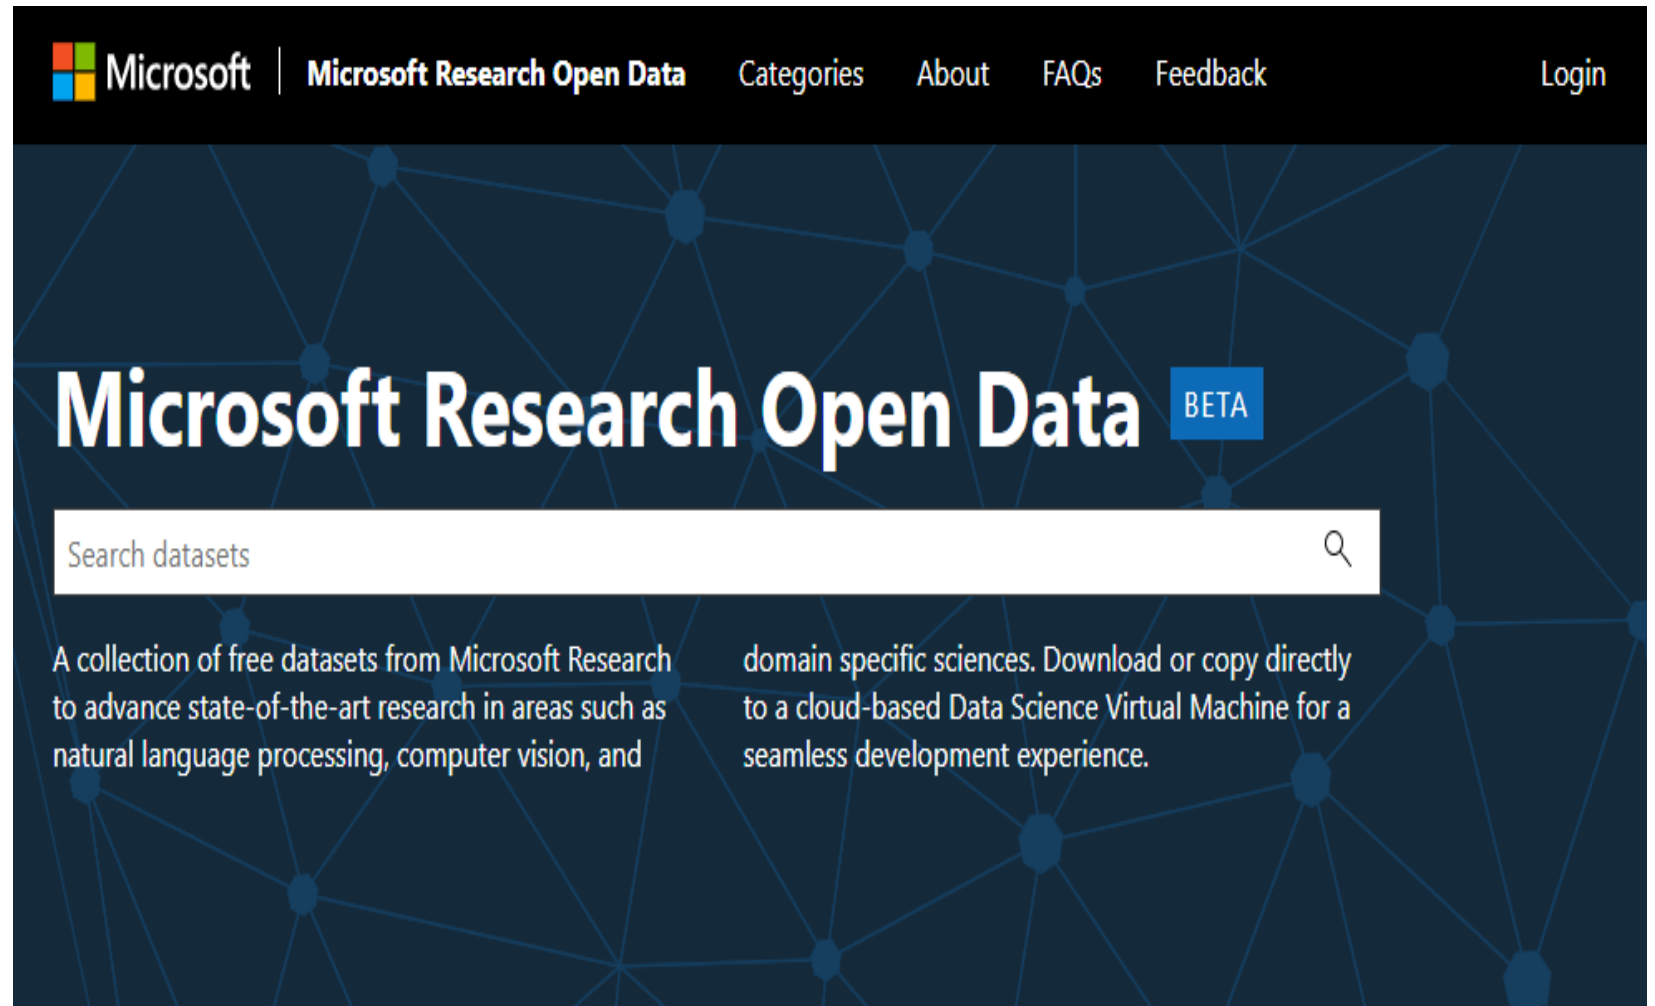 Microsoft | Microsoft Research Open Data Categories About FAQs Feedback Login
Microsoft Research Open Data BETA
Search datasets
A collection of free datasets from Microsoft Research
to advance state-of-the-art research in areas such as
natural language processing, computer vision, and
domain specific sciences. Download or copy directly
to a cloud-based Data Science Virtual Machine for a
seamless development experience.